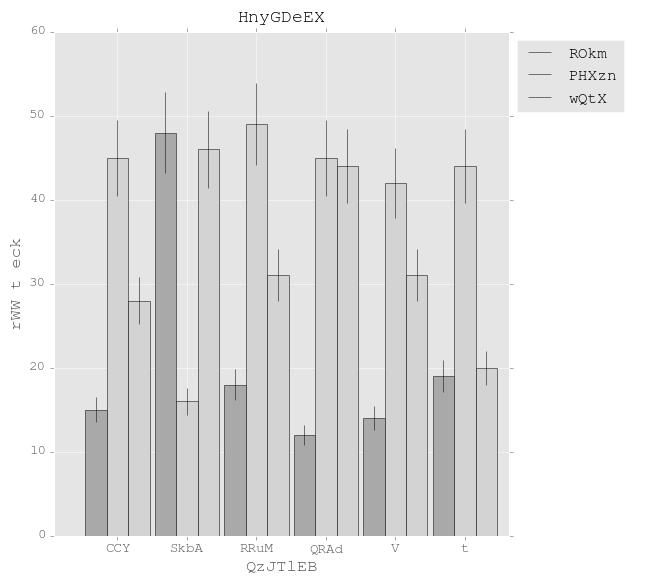 HnyGDeEX
60
50
40
30
20
10
0
rWW t eck
CCY SkbA RRuM QRAd V t
QzJTlEB
ROkm
PHXzn
wQtX